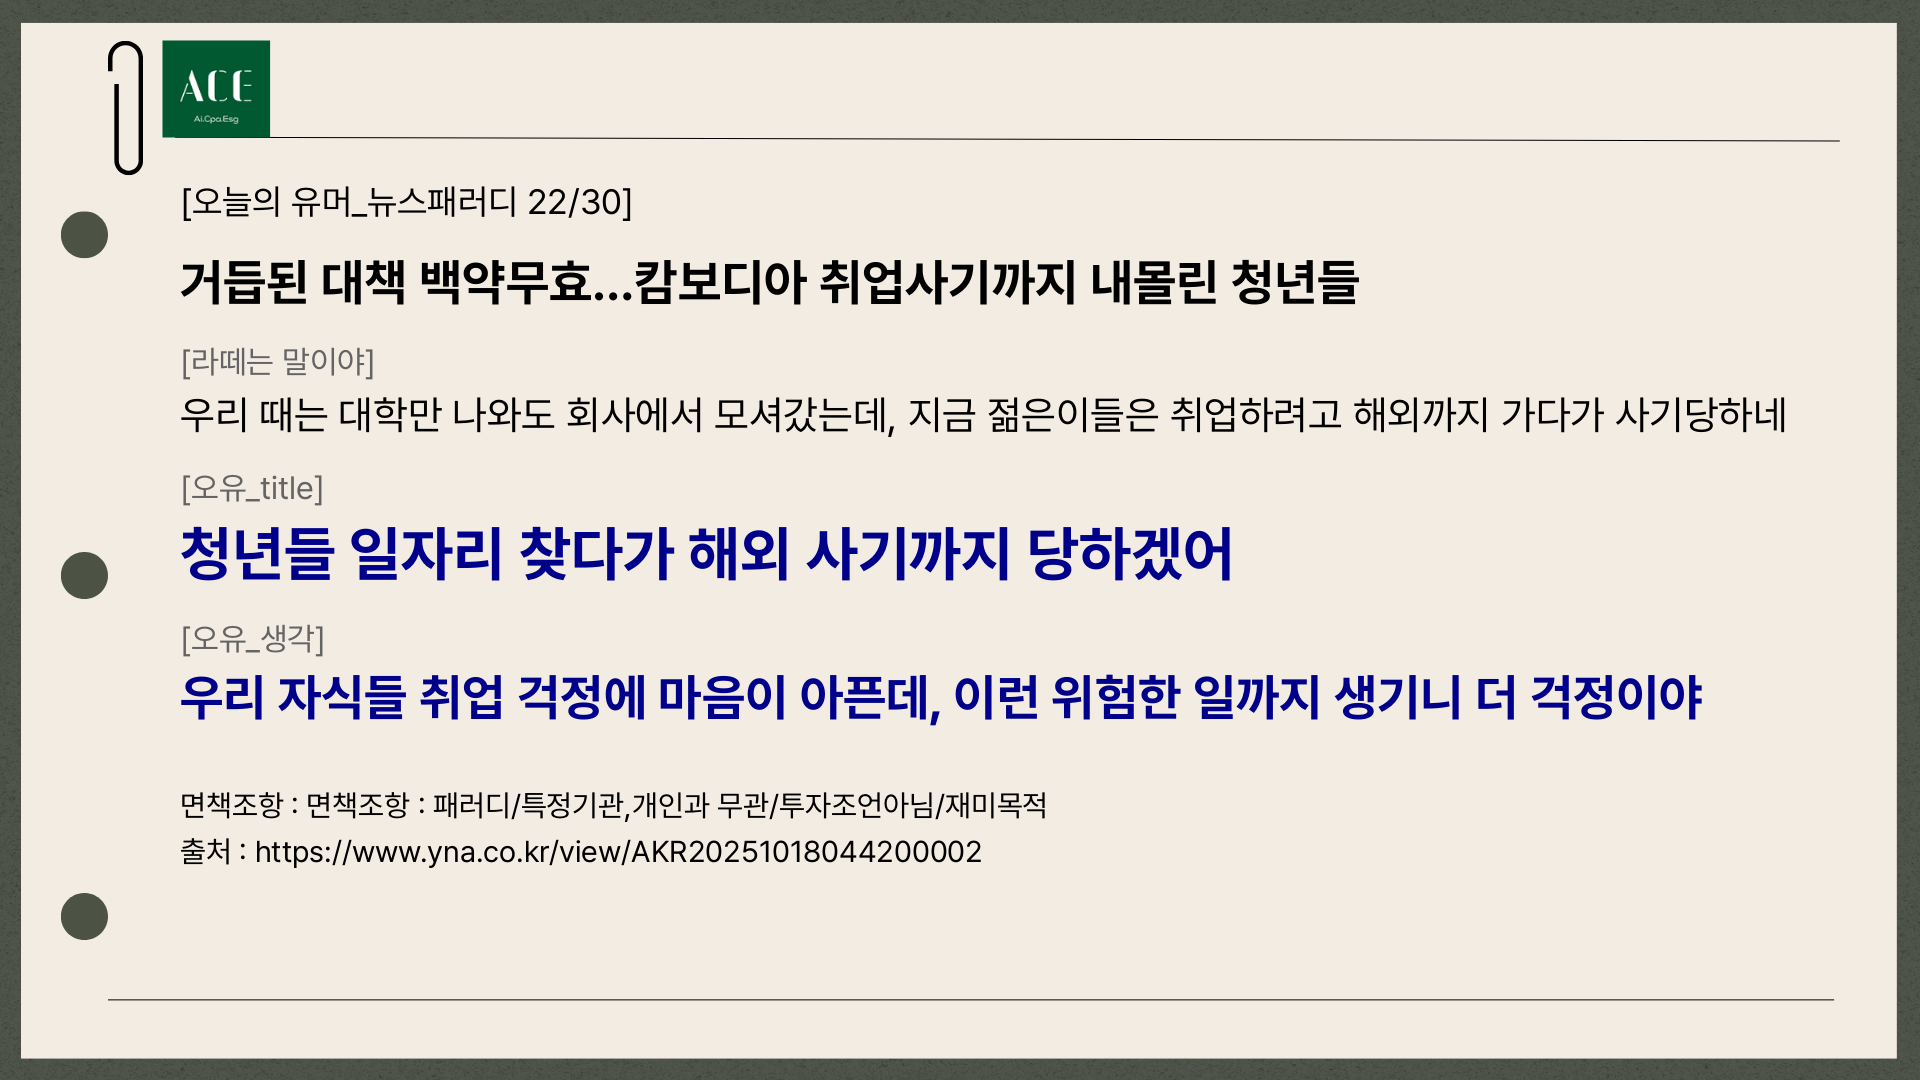 ACE
Ai.Cpa.Esg
[오늘의 유머_뉴스패러디 22/30]
거듭된 대책 백약무효...캄보디아 취업사기까지 내몰린 청년들
[라떼는 말이야]
우리 때는 대학만 나와도 회사에서 모셔갔는데, 지금 젊은이들은 취업하려고 해외까지 가다가 사기당하네
[오유_title]
청년들 일자리 찾다가 해외 사기까지 당하겠어
[오유_생각]
우리 자식들 취업 걱정에 마음이 아픈데, 이런 위험한 일까지 생기니 더 걱정이야
면책조항 : 면책조항 : 패러디/특정기관,개인과 무관/투자조언아님/재미목적
출처 : https://www.yna.co.kr/view/AKR20251018044200002